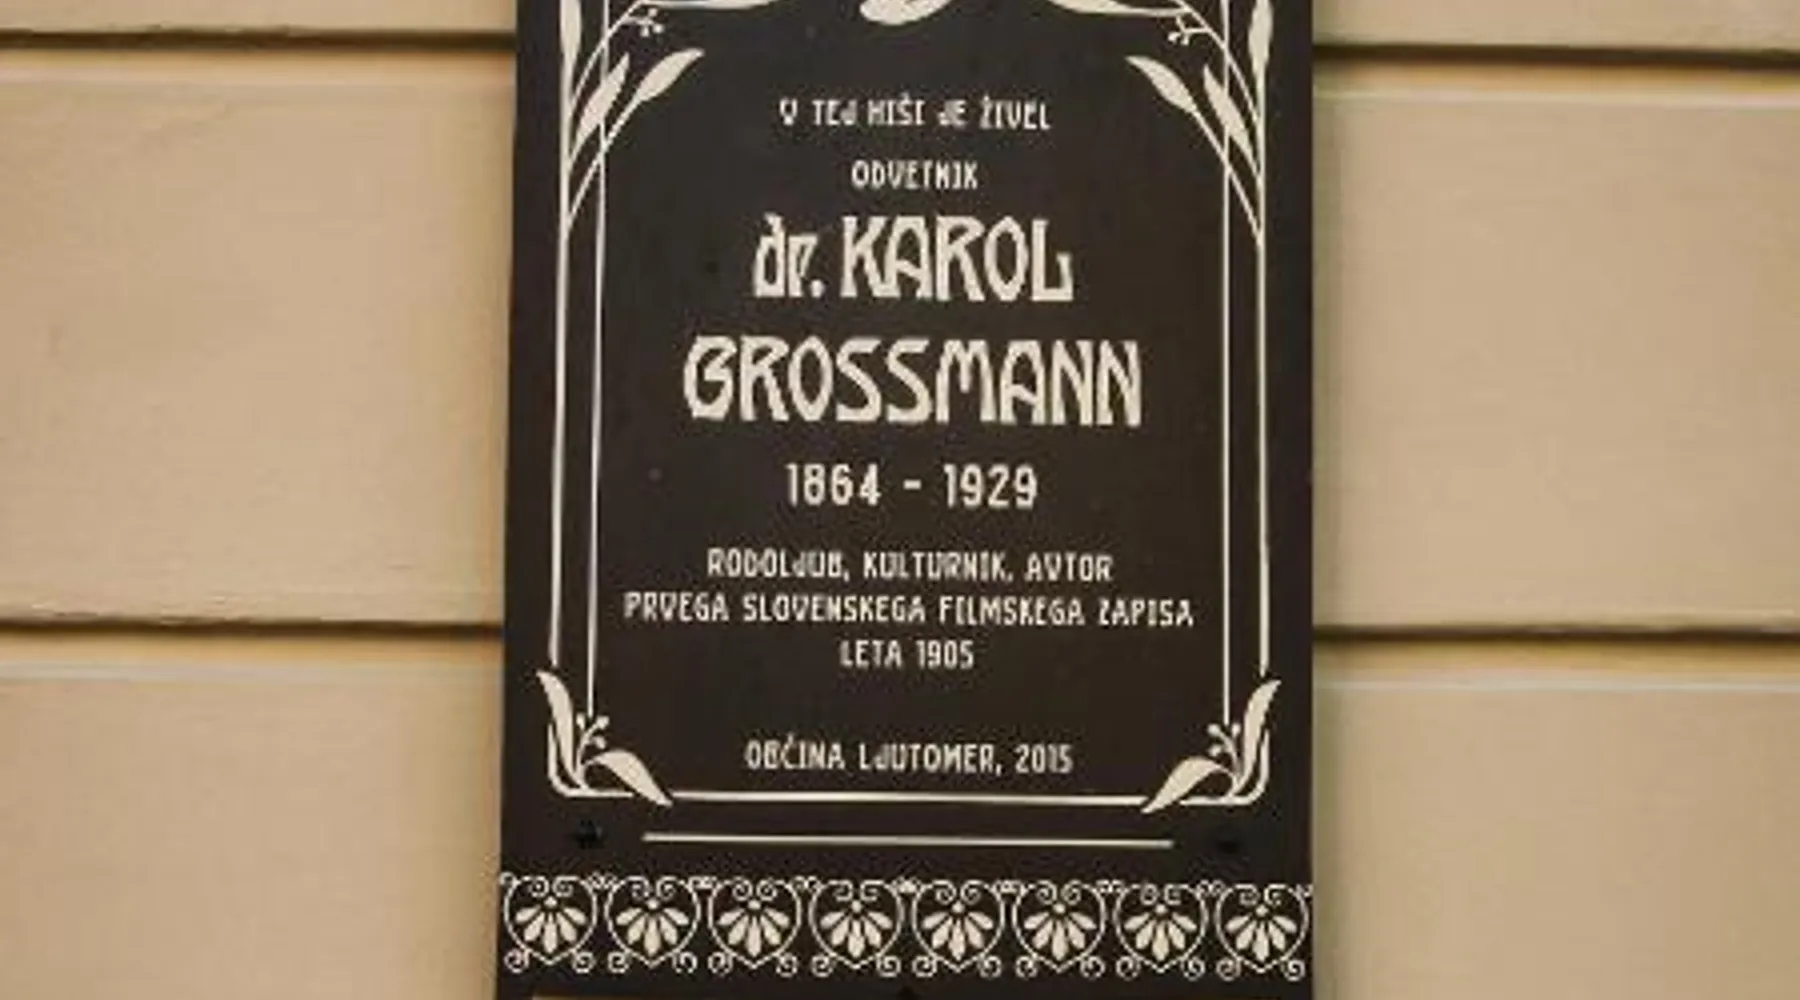 V TEJ HIŠI JE ŽIVEL
ODVETNIK
dr. KAROL
GROSSMANN
1864 - 1929
RODOLJUB, KULTURNIK, AVTOR
PRVEGA SLOVENSKEGA FILMSKEGA ZAPISA
LETA 1905
OBČINA LJUTOMER, 2015